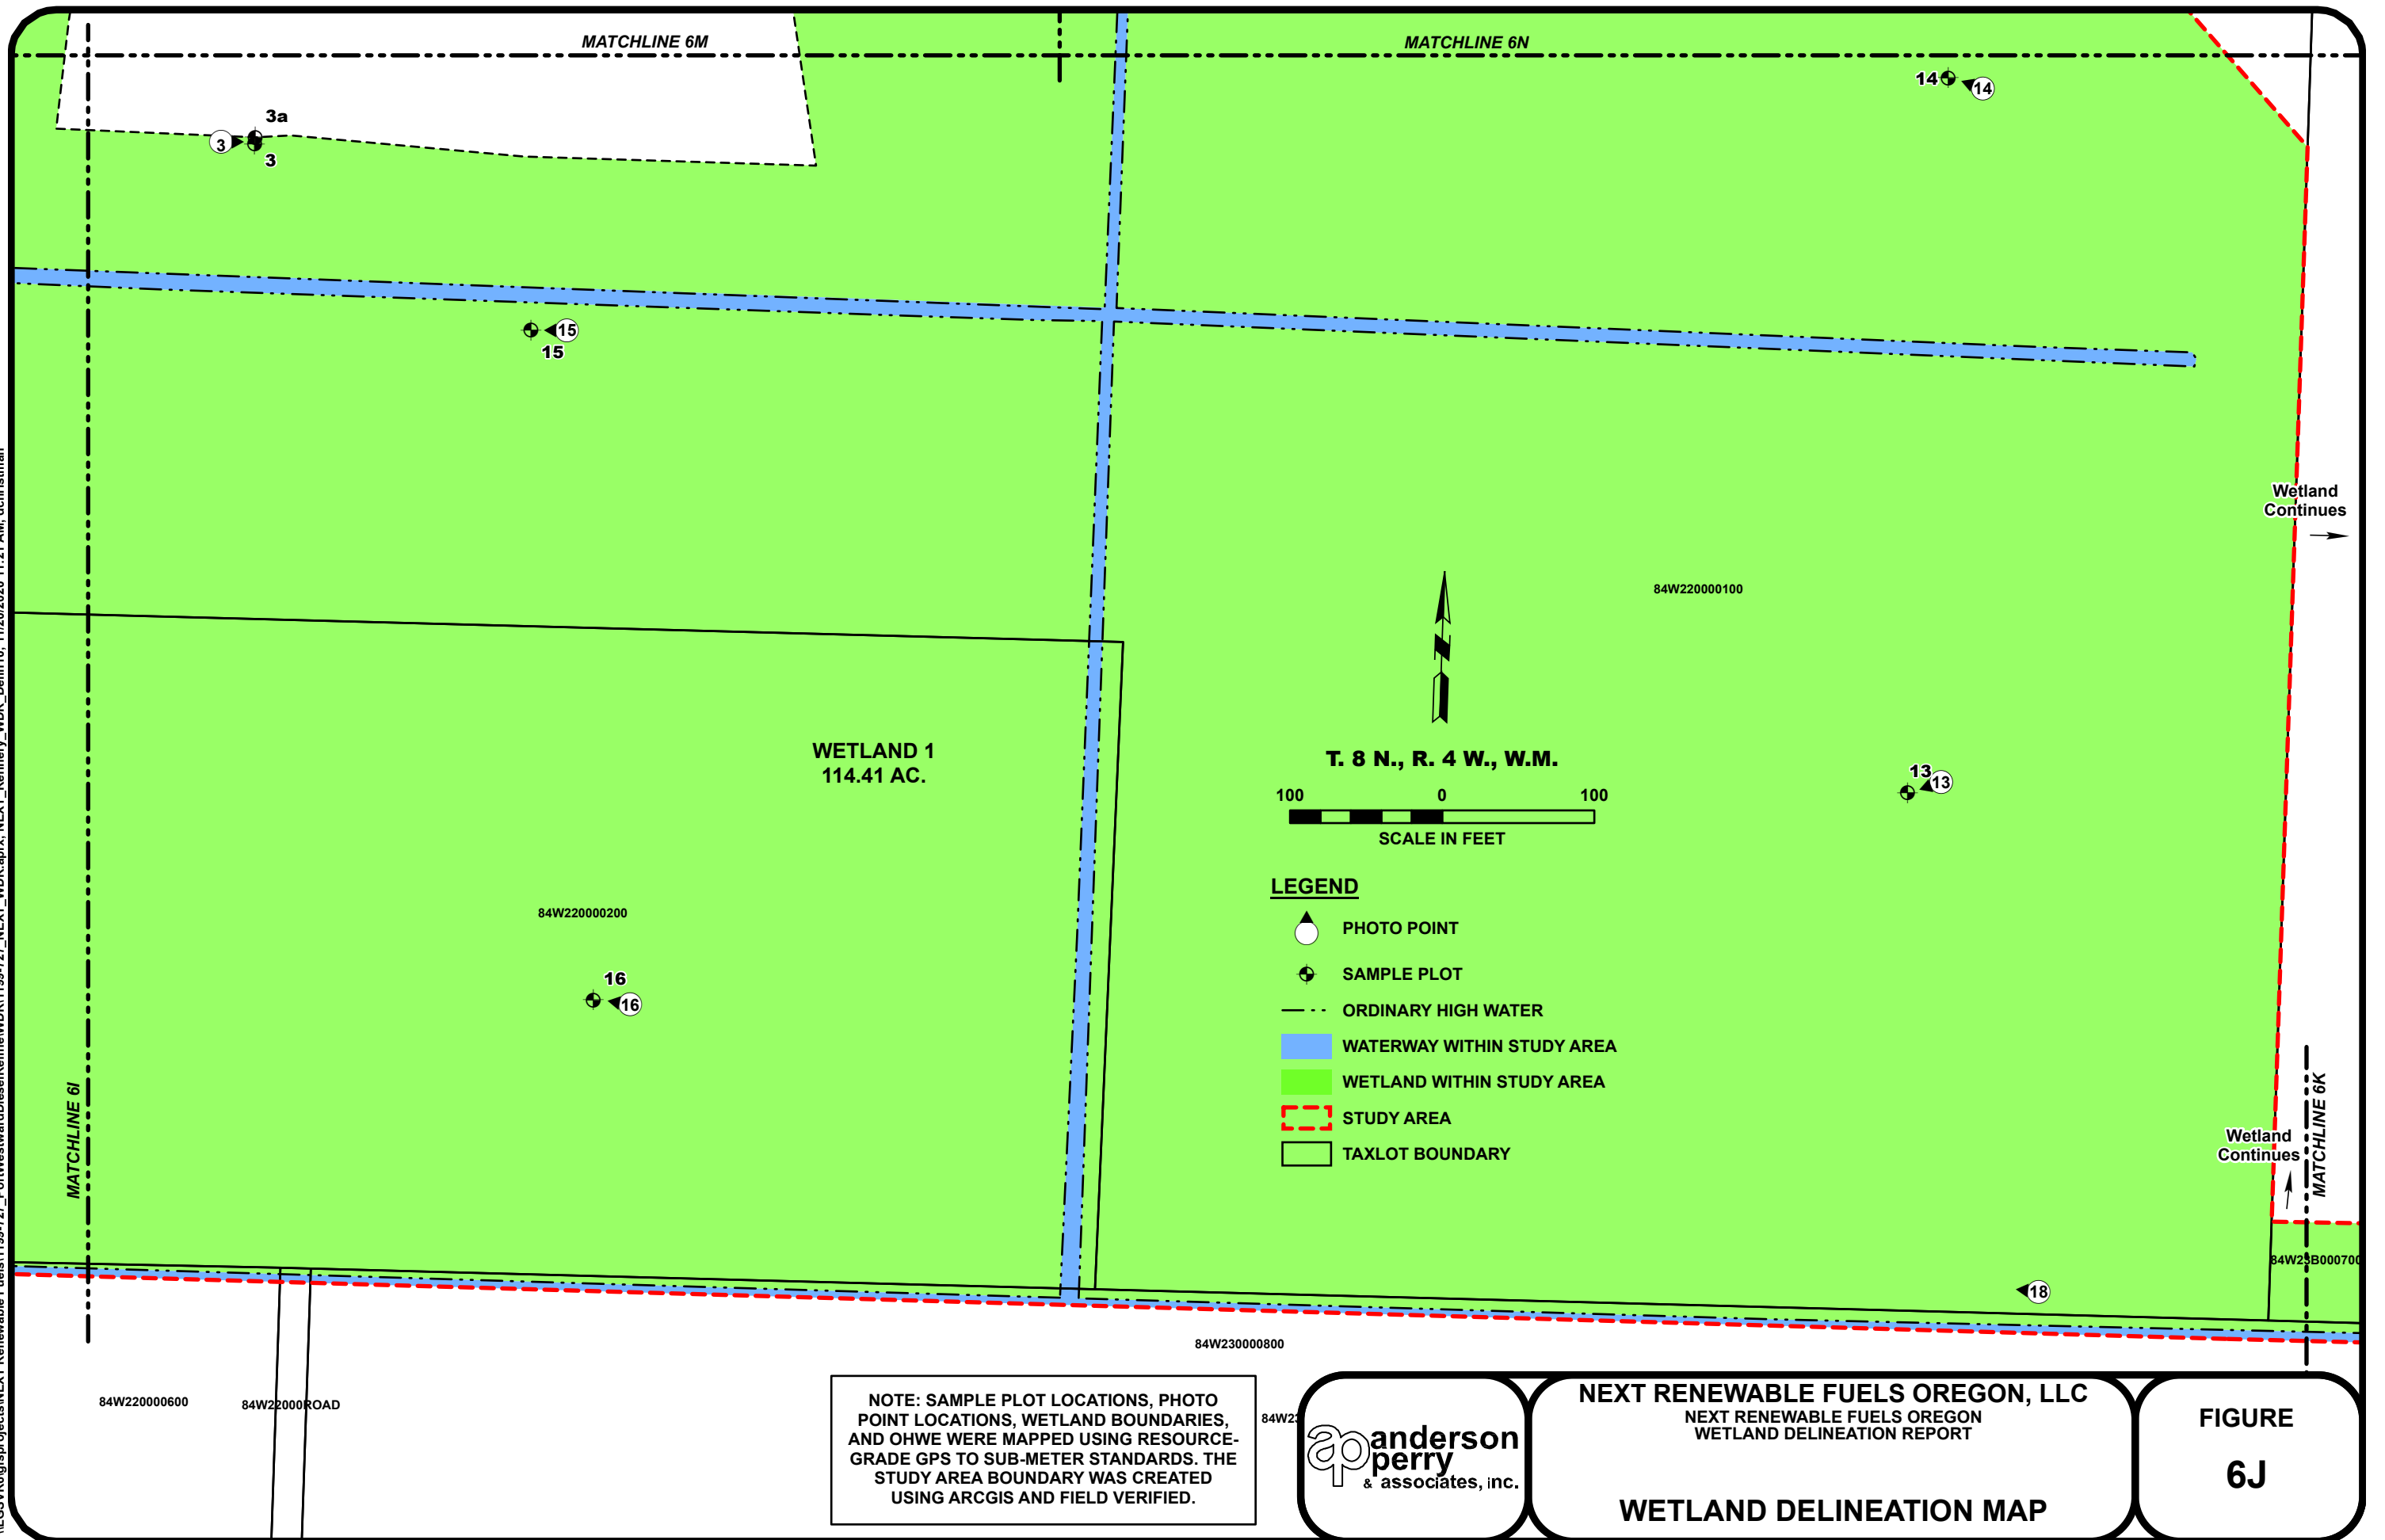 MATCHLINE 6M
MATCHLINE 6N
14
14
3a
3
3
15
15
Wetland
Continues
84W220000100
WETLAND 1
114.41 AC.
T. 8 N., R. 4 W., W.M.
100 0 100
SCALE IN FEET
13
13
LEGEND
PHOTO POINT
SAMPLE PLOT
ORDINARY HIGH WATER
WATERWAY WITHIN STUDY AREA
WETLAND WITHIN STUDY AREA
STUDY AREA
TAXLOT BOUNDARY
84W220000200
16
16
MATCHLINE 6I
MATCHLINE 6K
Wetland
Continues
84W23B000700
18
84W230000800
84W220000600
84W22000ROAD
NOTE: SAMPLE PLOT LOCATIONS, PHOTO
POINT LOCATIONS, WETLAND BOUNDARIES,
AND OHWE WERE MAPPED USING RESOURCE-
GRADE GPS TO SUB-METER STANDARDS. THE
STUDY AREA BOUNDARY WAS CREATED
USING ARCGIS AND FIELD VERIFIED.
84W23
ap
anderson
perry
& associates, inc.
NEXT RENEWABLE FUELS OREGON, LLC
NEXT RENEWABLE FUELS OREGON
WETLAND DELINEATION REPORT
WETLAND DELINEATION MAP
FIGURE
6J